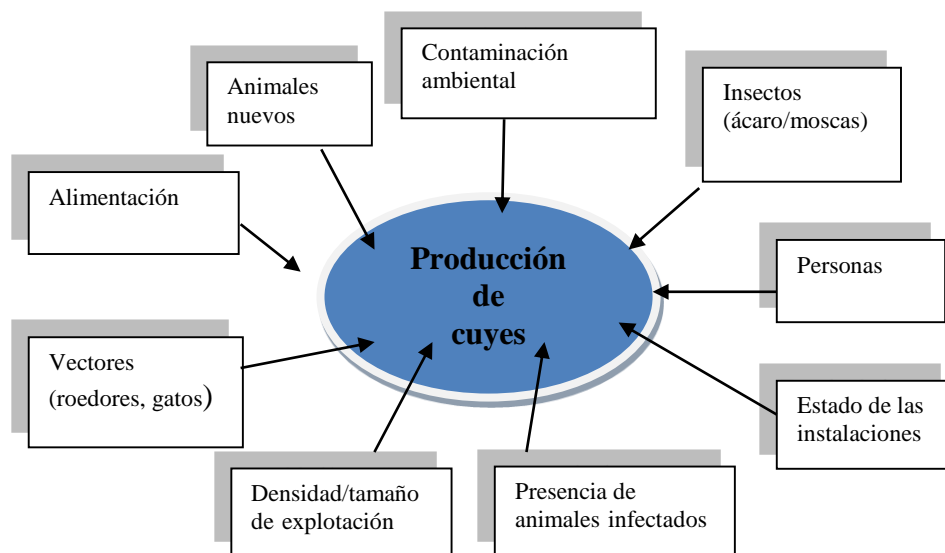 Contaminación
ambiental
Animales
nuevos
Insectos
(ácaro/moscas)
Alimentación
Producción
de
cuyes
Personas
Vectores
(roedores, gatos)
Estado de las
instalaciones
Densidad/tamaño
de explotación
Presencia de
animales infectados